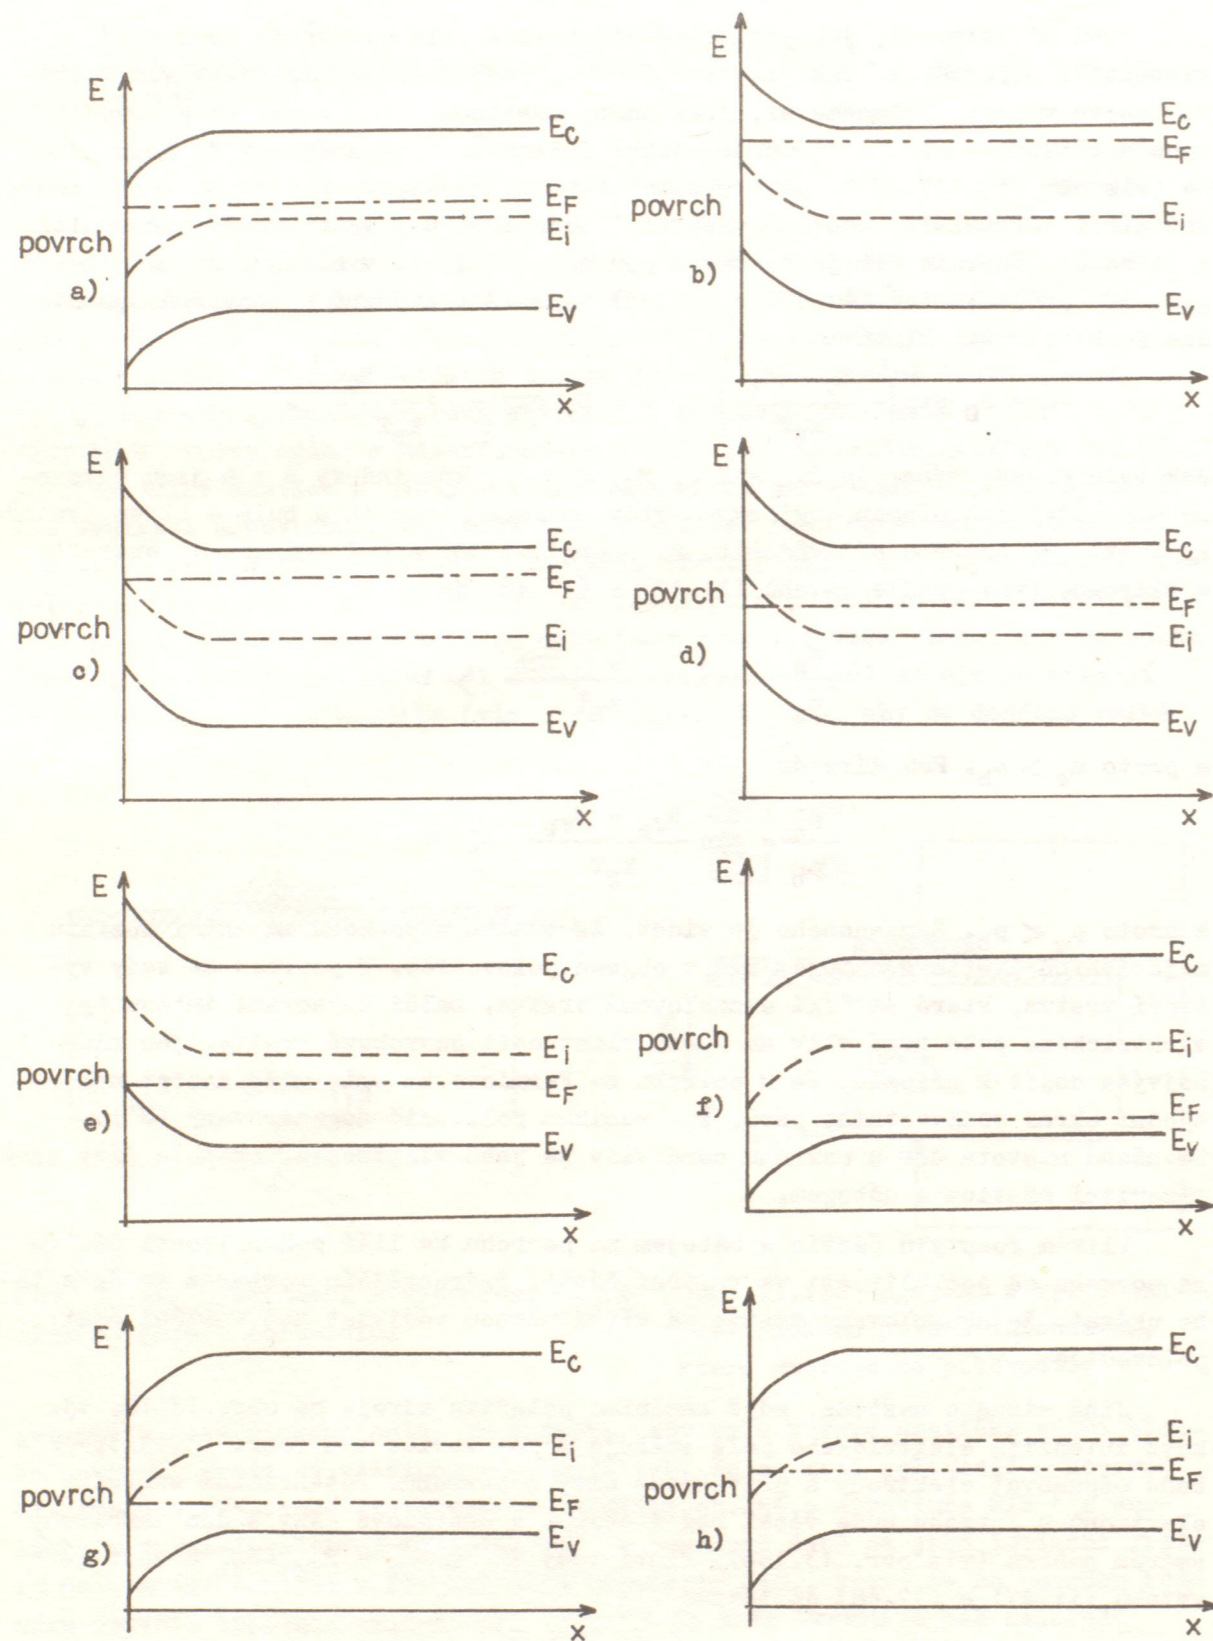 E
E_C
E_F
E_i
E_V
povrch
a)
x
E
E_C
E_F
E_i
E_V
povrch
b)
x
E
E_C
E_F
E_i
E_V
povrch
c)
x
E
E_C
E_F
E_i
E_V
povrch
d)
x
E
E_C
E_i
E_F
E_V
povrch
e)
x
E
E_C
E_i
E_F
E_V
povrch
f)
x
E
E_C
E_i
E_F
E_V
povrch
g)
x
E
E_C
E_i
E_F
E_V
povrch
h)
x